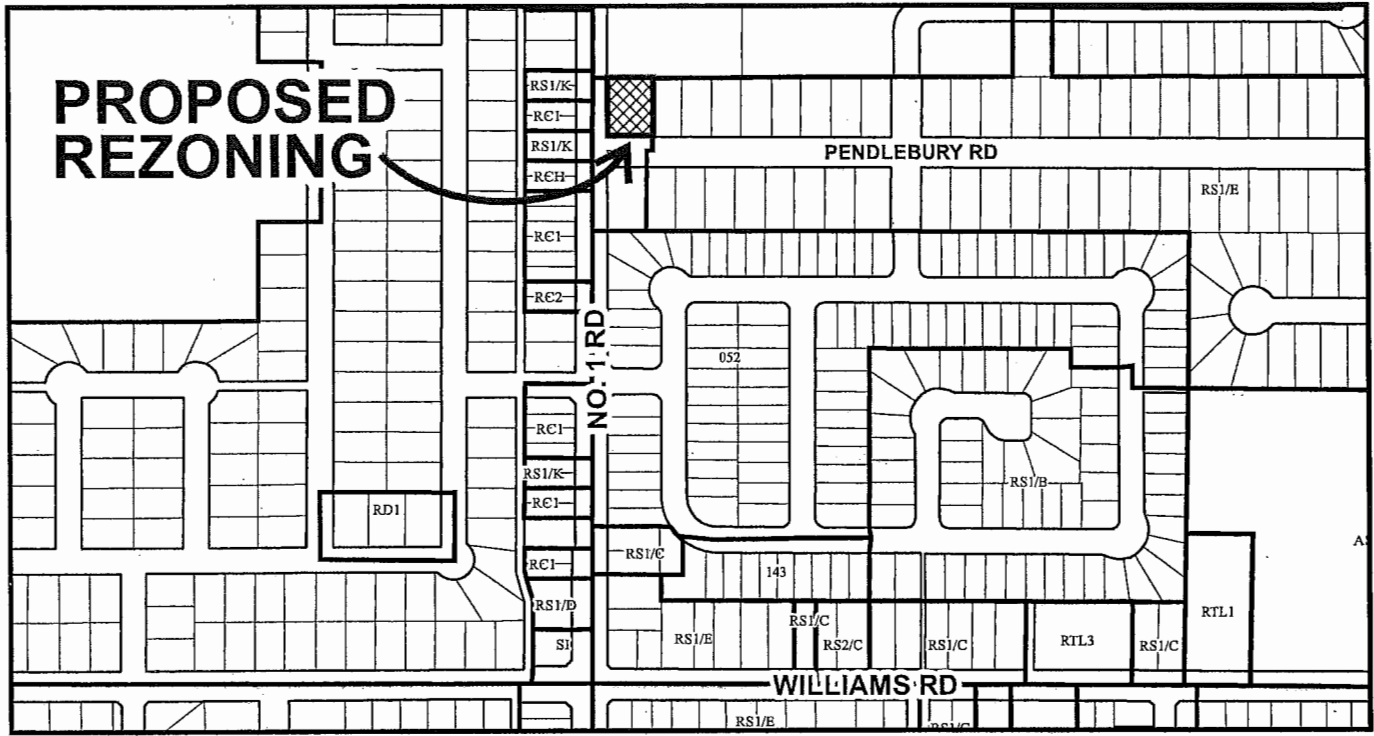 PROPOSED
REZONING
RS1/K
RC1
RS1/K
RCH
RC1
RC2
PENDLEBURY RD
RS1/E
NO. 1 RD
052
RC1
RS1/K
RC1
RS1/B
RD1
RC1
RS1/C
143
RS1/D
RS1/E
RS1/C
RS2/C
RS1/C
RTL3
RS1/C
RTL1
WILLIAMS RD
RS1/E
RS1/C